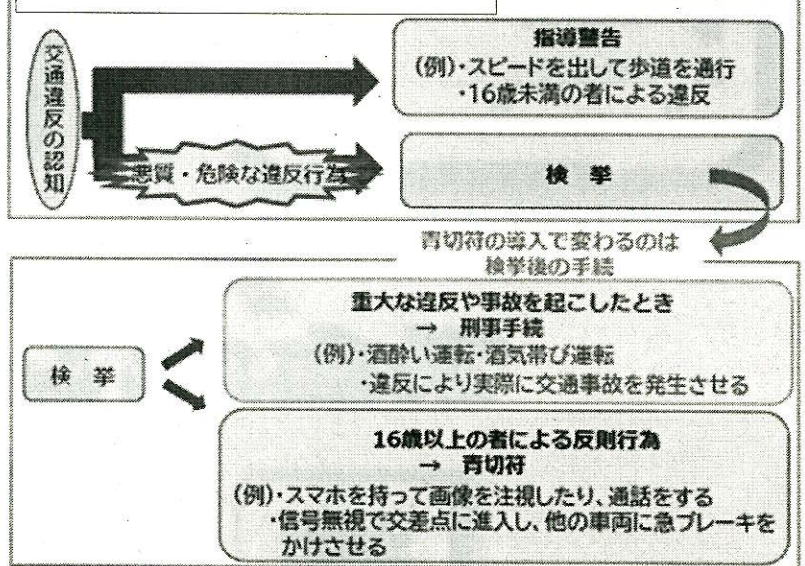 交通違反の認知
指導警告
(例)・スピードを出して歩道を通行
・16歳未満の者による違反
悪質・危険な違反行為
検 挙
青切符の導入で変わるのは
検挙後の手続
検 挙
重大な違反や事故を起こしたとき
→ 刑事手続
(例)・酒酔い運転・酒気帯び運転
・違反により実際に交通事故を発生させる
16歳以上の者による反則行為
→ 青切符
(例)・スマホを持って画像を注視したり、通話をする
・信号無視で交差点に進入し、他の車両に急ブレーキを
かけさせる